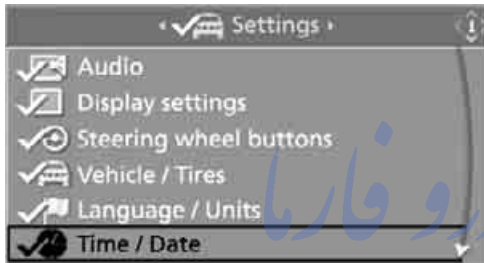 Settings
Audio
Display settings
Steering wheel buttons
Vehicle / Tires
Language / Units
Time / Date